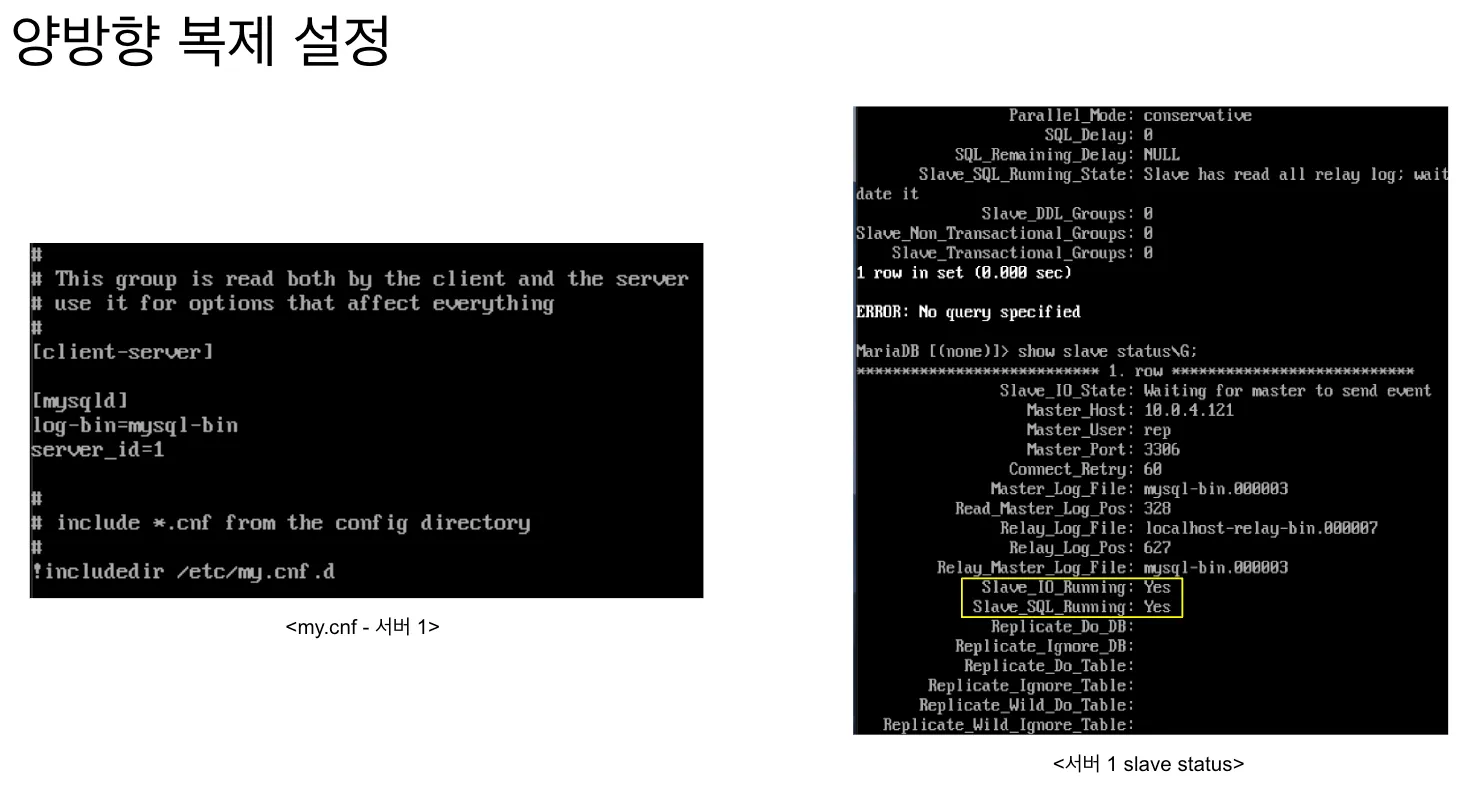 양방향 복제 설정
#
# This group is read both by the client and the server
# use it for options that affect everything
#
[client-server]
[mysqld]
log-bin=mysql-bin
server_id=1
#
# include *.cnf from the config directory
#
!includedir /etc/my.cnf.d
<my.cnf - 서버 1>
Parallel_Mode: conservative
SQL_Delay: 0
SQL_Remaining_Delay: NULL
Slave_SQL_Running_State: Slave has read all relay log; wait
date it
Slave_DDL_Groups: 0
Slave_Non_Transactional_Groups: 0
Slave_Transactional_Groups: 0
1 row in set (0.000 sec)
ERROR: No query specified
MariaDB [(none)]> show slave status\G;
*************************** 1. row ***************************
Slave_IO_State: Waiting for master to send event
Master_Host: 10.0.4.121
Master_User: rep
Master_Port: 3306
Connect_Retry: 60
Master_Log_File: mysql-bin.000003
Read_Master_Log_Pos: 328
Relay_Log_File: localhost-relay-bin.000007
Relay_Log_Pos: 627
Relay_Master_Log_File: mysql-bin.000003
Slave_IO_Running: Yes
Slave_SQL_Running: Yes
Replicate_Do_DB:
Replicate_Ignore_DB:
Replicate_Do_Table:
Replicate_Ignore_Table:
Replicate_Wild_Do_Table:
Replicate_Wild_Ignore_Table:
<서버 1 slave status>